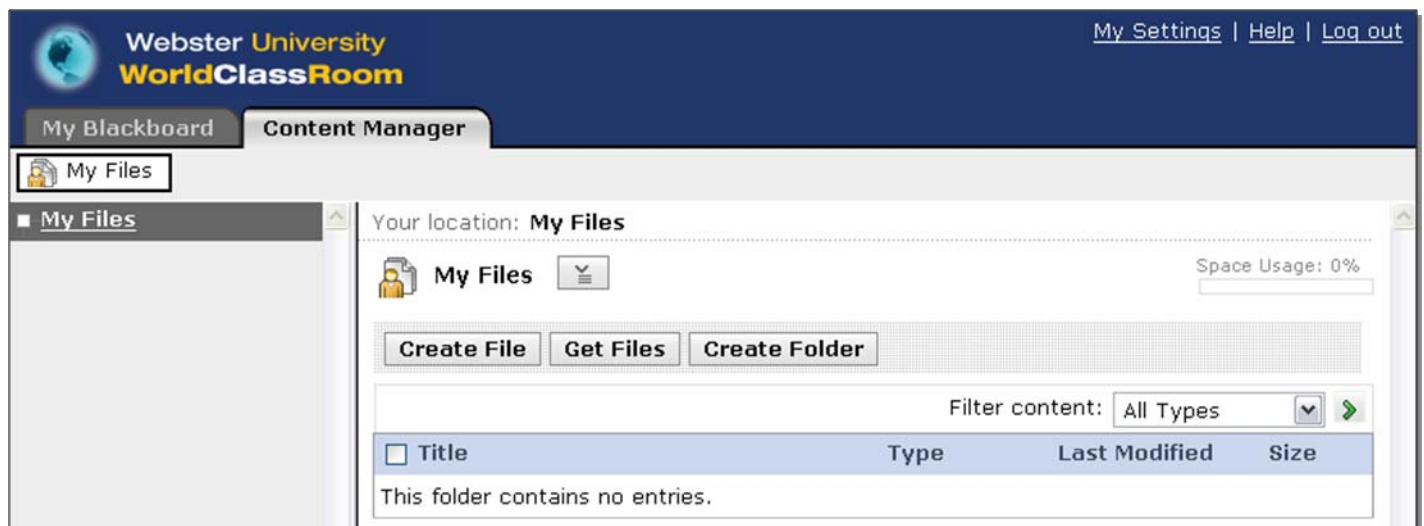 My Settings | Help | Log out
Webster University
WorldClassRoom
My Blackboard Content Manager
My Files
My Files
Your location: My Files
My Files
Space Usage: 0%
Create File Get Files Create Folder
Filter content: All Types
Title Type Last Modified Size
This folder contains no entries.